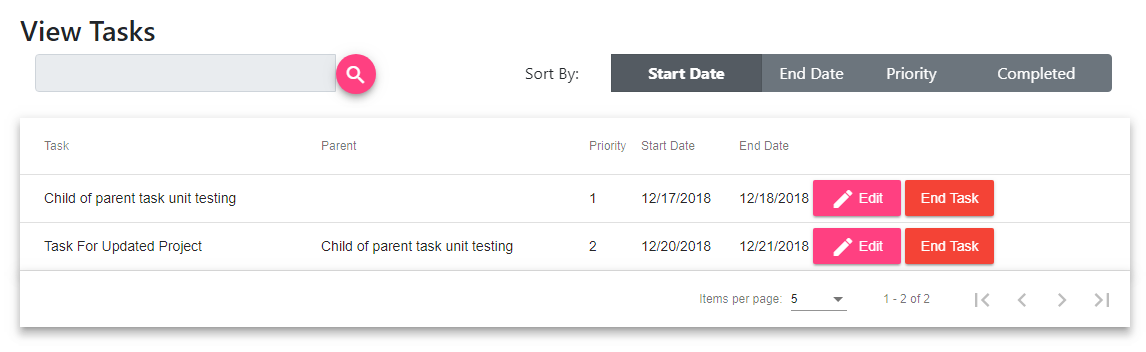 View Tasks
Sort By: Start Date End Date Priority Completed
Task Parent Priority Start Date End Date
Child of parent task unit testing 1 12/17/2018 12/18/2018 Edit End Task
Task For Updated Project Child of parent task unit testing 2 12/20/2018 12/21/2018 Edit End Task
Items per page: 5 1 - 2 of 2